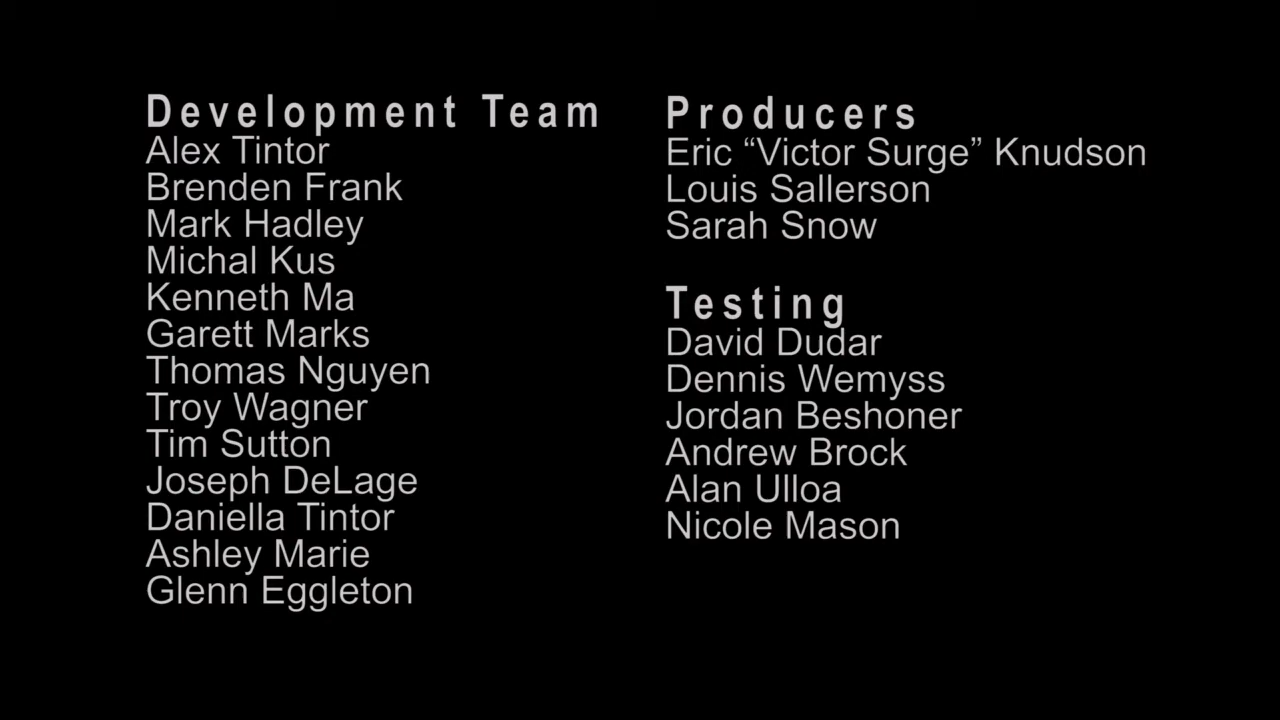 Development Team
Alex Tintor
Brenden Frank
Mark Hadley
Michal Kus
Kenneth Ma
Garett Marks
Thomas Nguyen
Troy Wagner
Tim Sutton
Joseph DeLage
Daniella Tintor
Ashley Marie
Glenn Eggleton
Producers
Eric “Victor Surge” Knudson
Louis Sallerson
Sarah Snow
Testing
David Dudar
Dennis Wemyss
Jordan Beshoner
Andrew Brock
Alan Ulloa
Nicole Mason